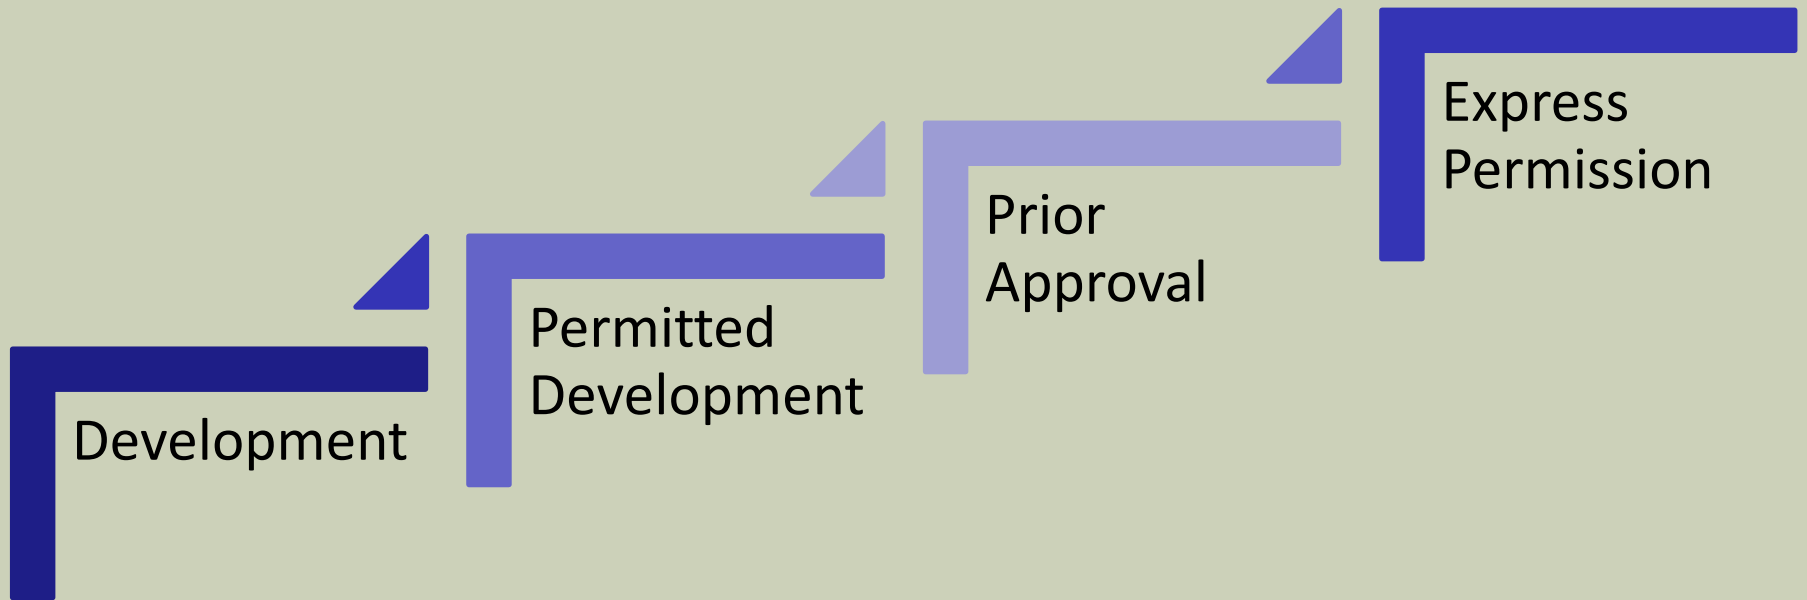 Development
Permitted
Development
Prior
Approval
Express
Permission